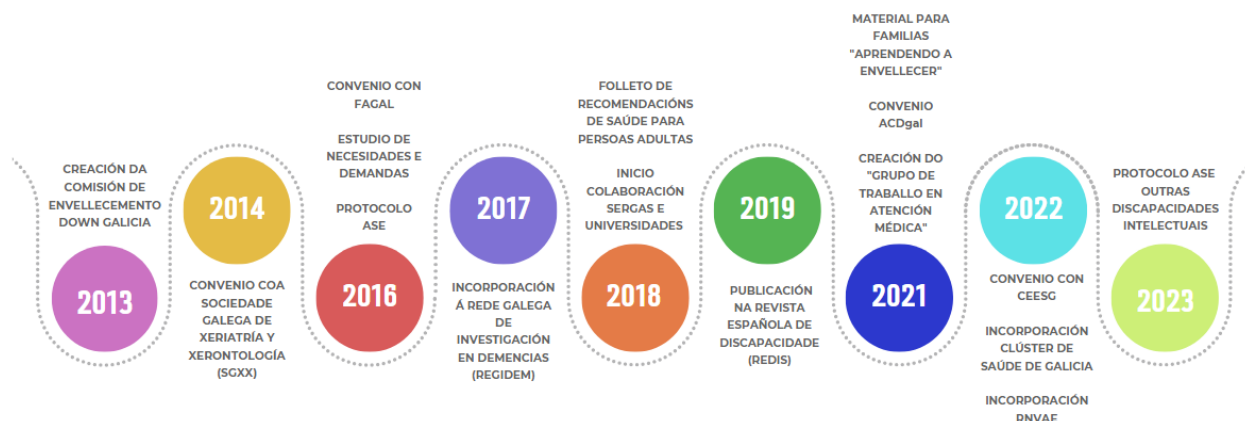 CREACIÓN DA
COMISIÓN DE
ENVELLECEMENTO
DOWN GALICIA
2013
2014
CONVENIO COA
SOCIEDADE
GALEGA DE
XERIATRÍA Y
XERONTOLOGÍA
(SGXX)
CONVENIO CON
FAGAL
ESTUDIO DE
NECESIDADES E
DEMANDAS
PROTOCOLO
ASE
2016
2017
INCORPORACIÓN
Á REDE GALEGA
DE
INVESTIGACIÓN
EN DEMENCIAS
(REGIDEM)
FOLLETO DE
RECOMENDACIÓNS
DE SAÚDE PARA
PERSOAS ADULTAS
INICIO
COLABORACIÓN
SERGAS E
UNIVERSIDADES
2018
2019
PUBLICACIÓN
NA REVISTA
ESPAÑOLA DE
DISCAPACIDADE
(REDIS)
MATERIAL PARA
FAMILIAS
"APRENDENDO A
ENVELLECER"
CONVENIO
ACDgal
CREACIÓN DO
"GRUPO DE
TRABALLO EN
ATENCIÓN
MÉDICA"
2021
2022
CONVENIO CON
CEESG
INCORPORACIÓN
CLÚSTER DE
SAÚDE DE GALICIA
INCORPORACIÓN
PROTOCOLO ASE
OUTRAS
DISCAPACIDADES
INTELECTUAIS
2023